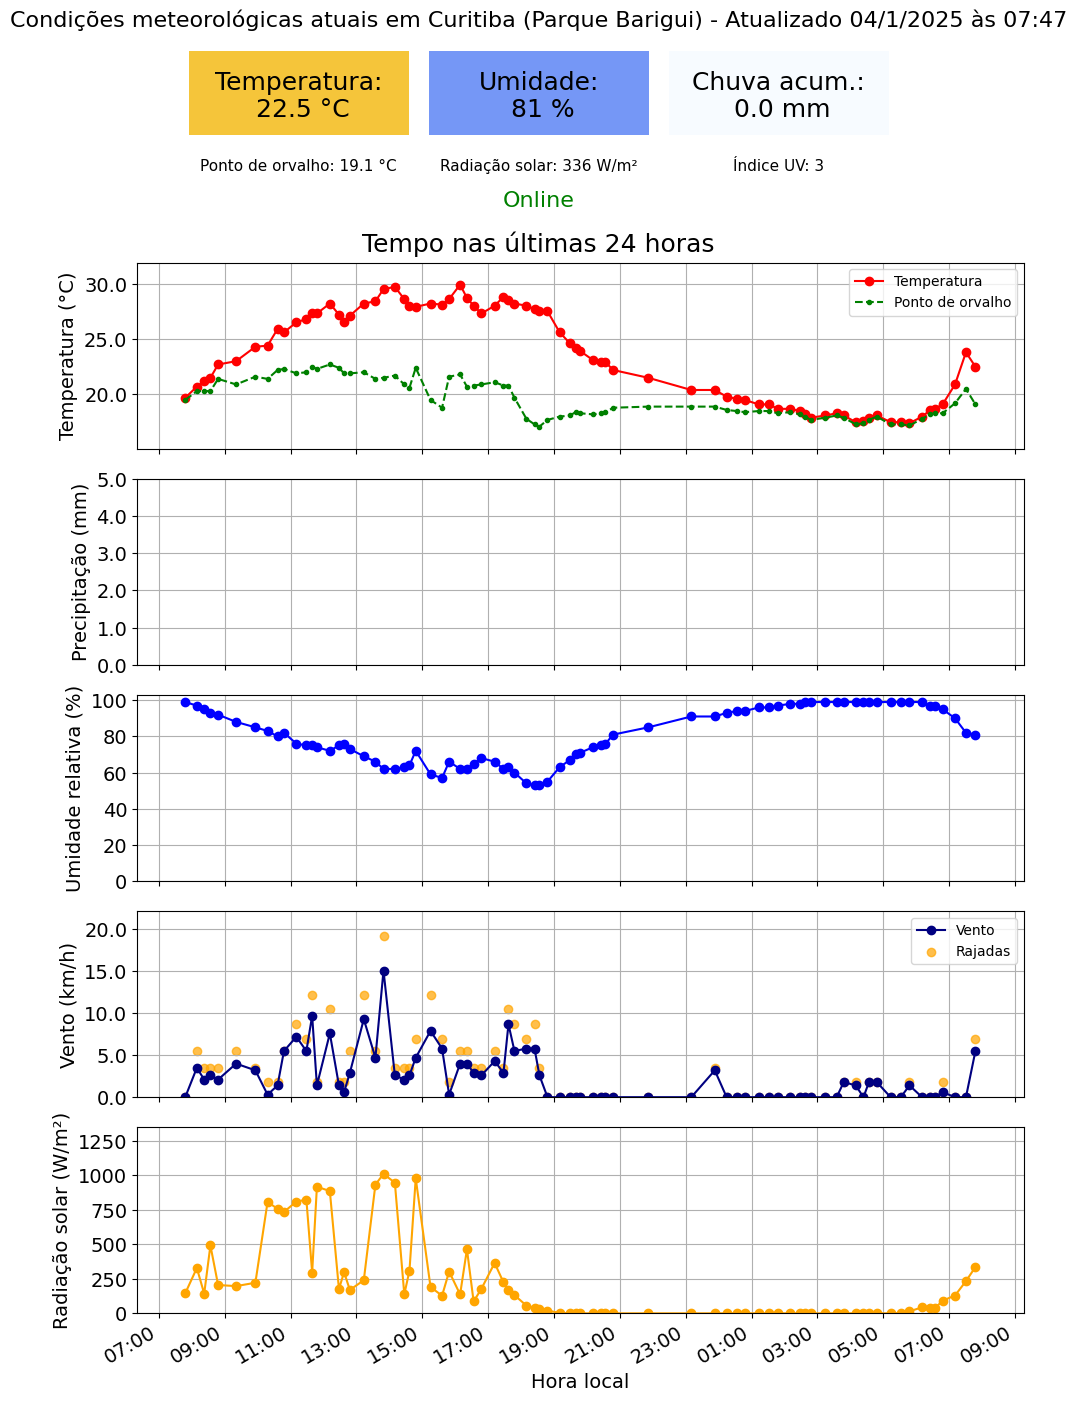 Condições meteorológicas atuais em Curitiba (Parque Barigui) - Atualizado 04/1/2025 às 07:47
Temperatura:
22.5 °C
Umidade:
81 %
Chuva acum.:
0.0 mm
Ponto de orvalho: 19.1 °C
Radiação solar: 336 W/m²
Índice UV: 3
Online
Tempo nas últimas 24 horas
Temperatura (°C)
30.0
25.0
20.0
Temperatura
Ponto de orvalho
Precipitação (mm)
5.0
4.0
3.0
2.0
1.0
0.0
Umidade relativa (%)
100
80
60
40
20
0
Vento (km/h)
20.0
15.0
10.0
5.0
0.0
Vento
Rajadas
Radiação solar (W/m²)
1250
1000
750
500
250
0
07:00
09:00
11:00
13:00
15:00
17:00
19:00
21:00
23:00
01:00
03:00
05:00
07:00
09:00
Hora local